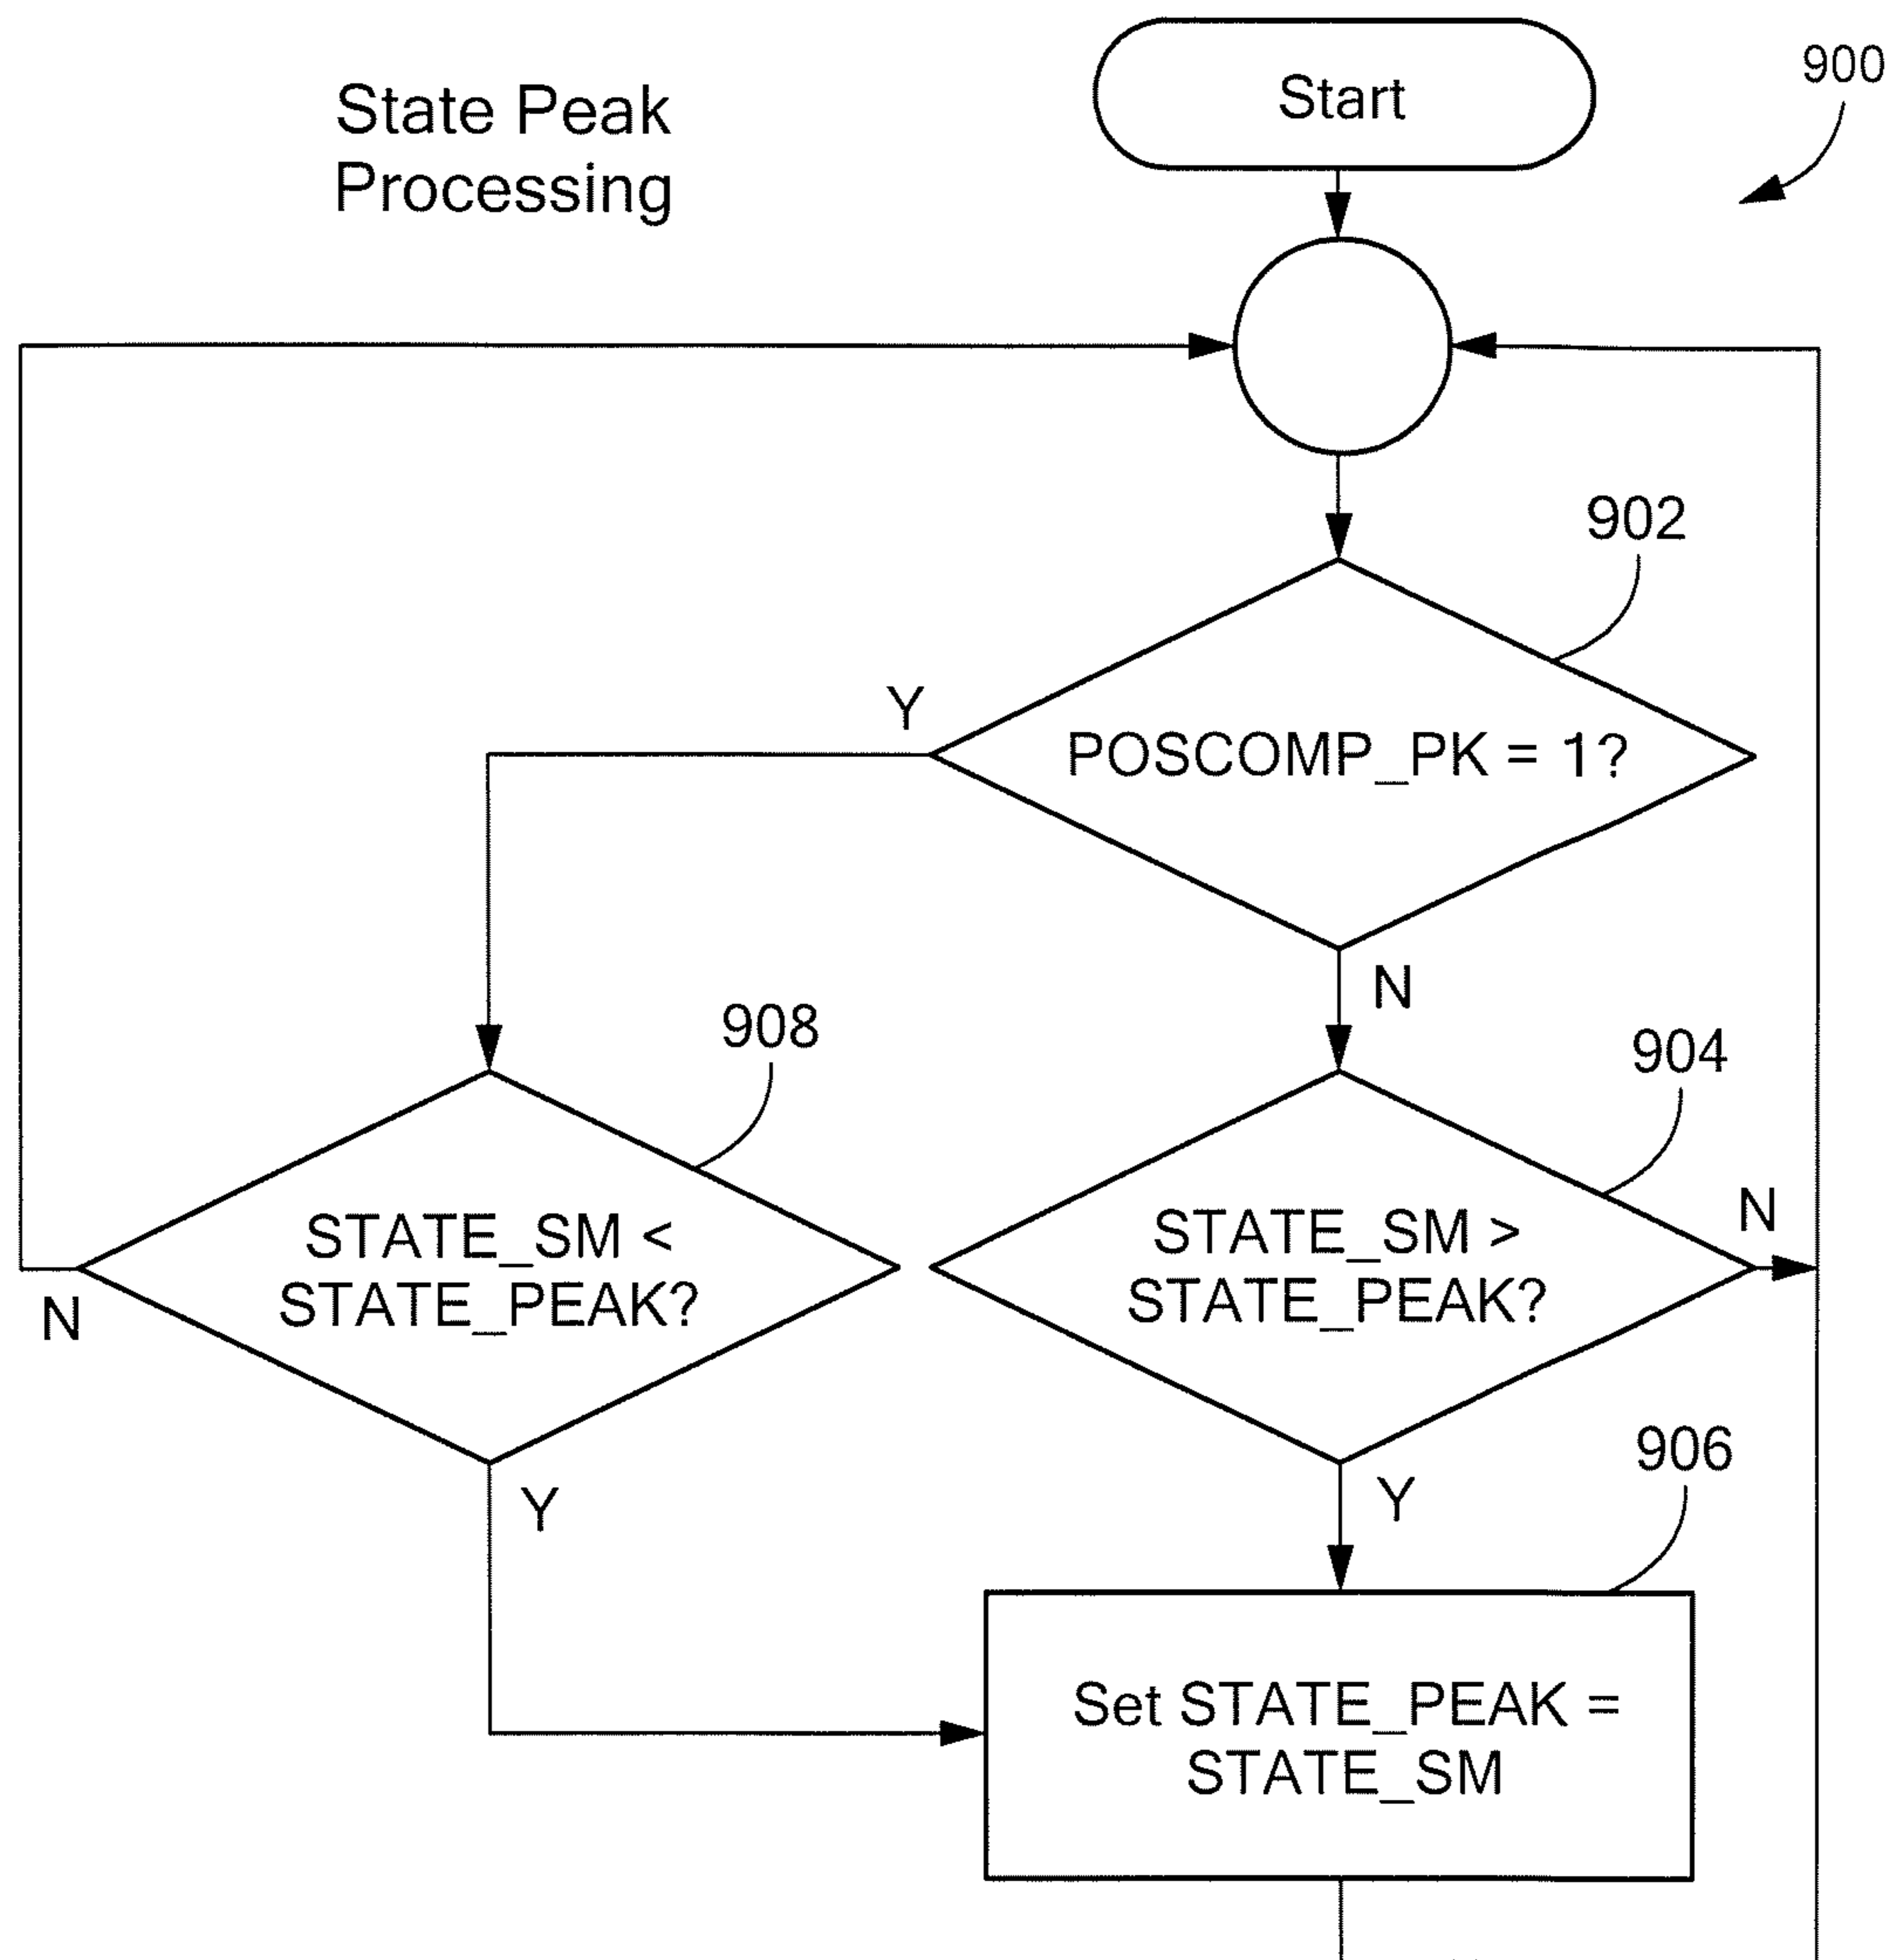 State Peak
Processing
Start
900
902
Y
POSCOMP_PK = 1?
N
908
904
STATE_SM <
STATE_PEAK?
N
Y
STATE_SM >
STATE_PEAK?
N
Y
906
Set STATE_PEAK =
STATE_SM